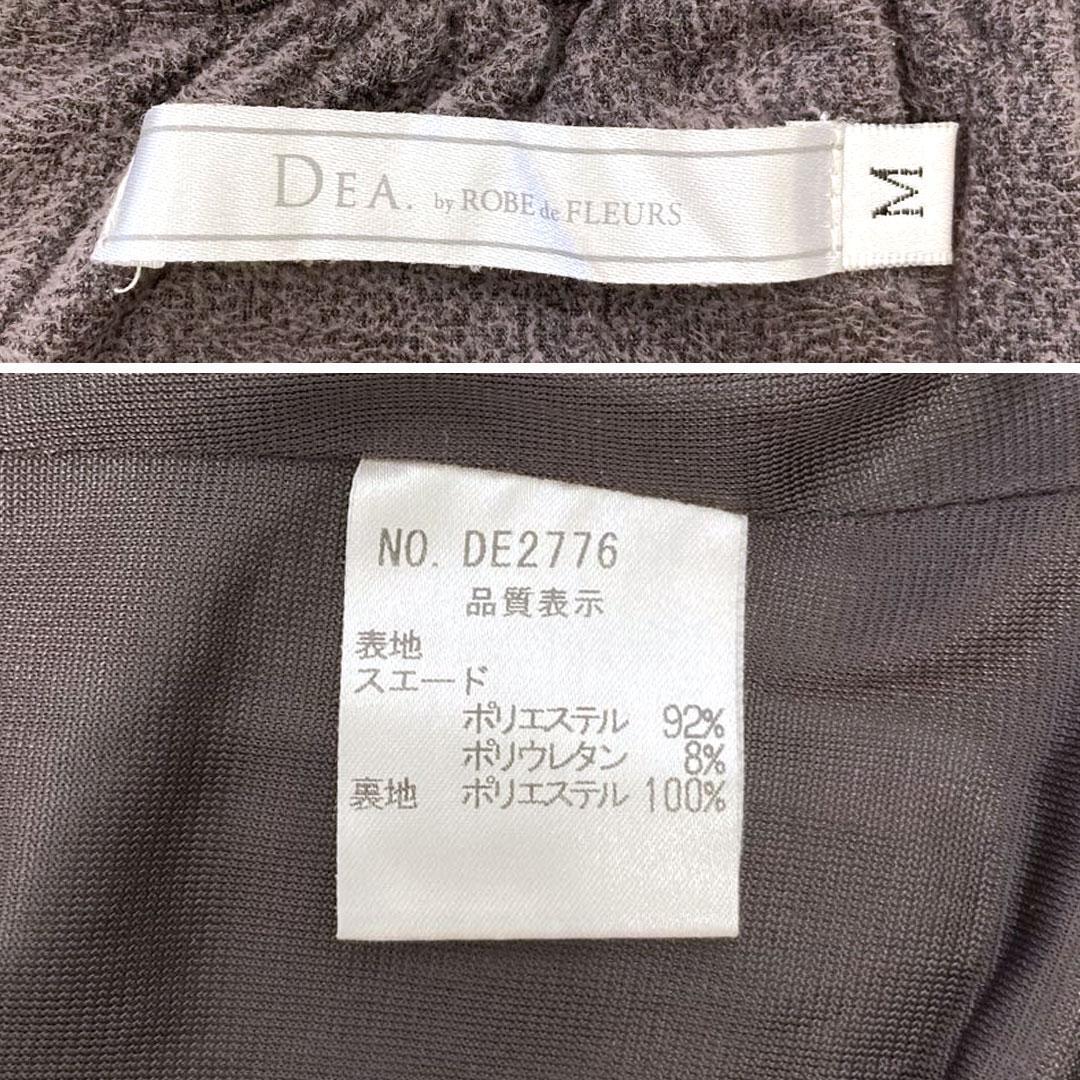 DEA. by ROBE de FLEURS
M
NO. DE2776
品質表示
表地
スエード
ポリエステル 92%
ポリウレタン 8%
裏地 ポリエステル 100%